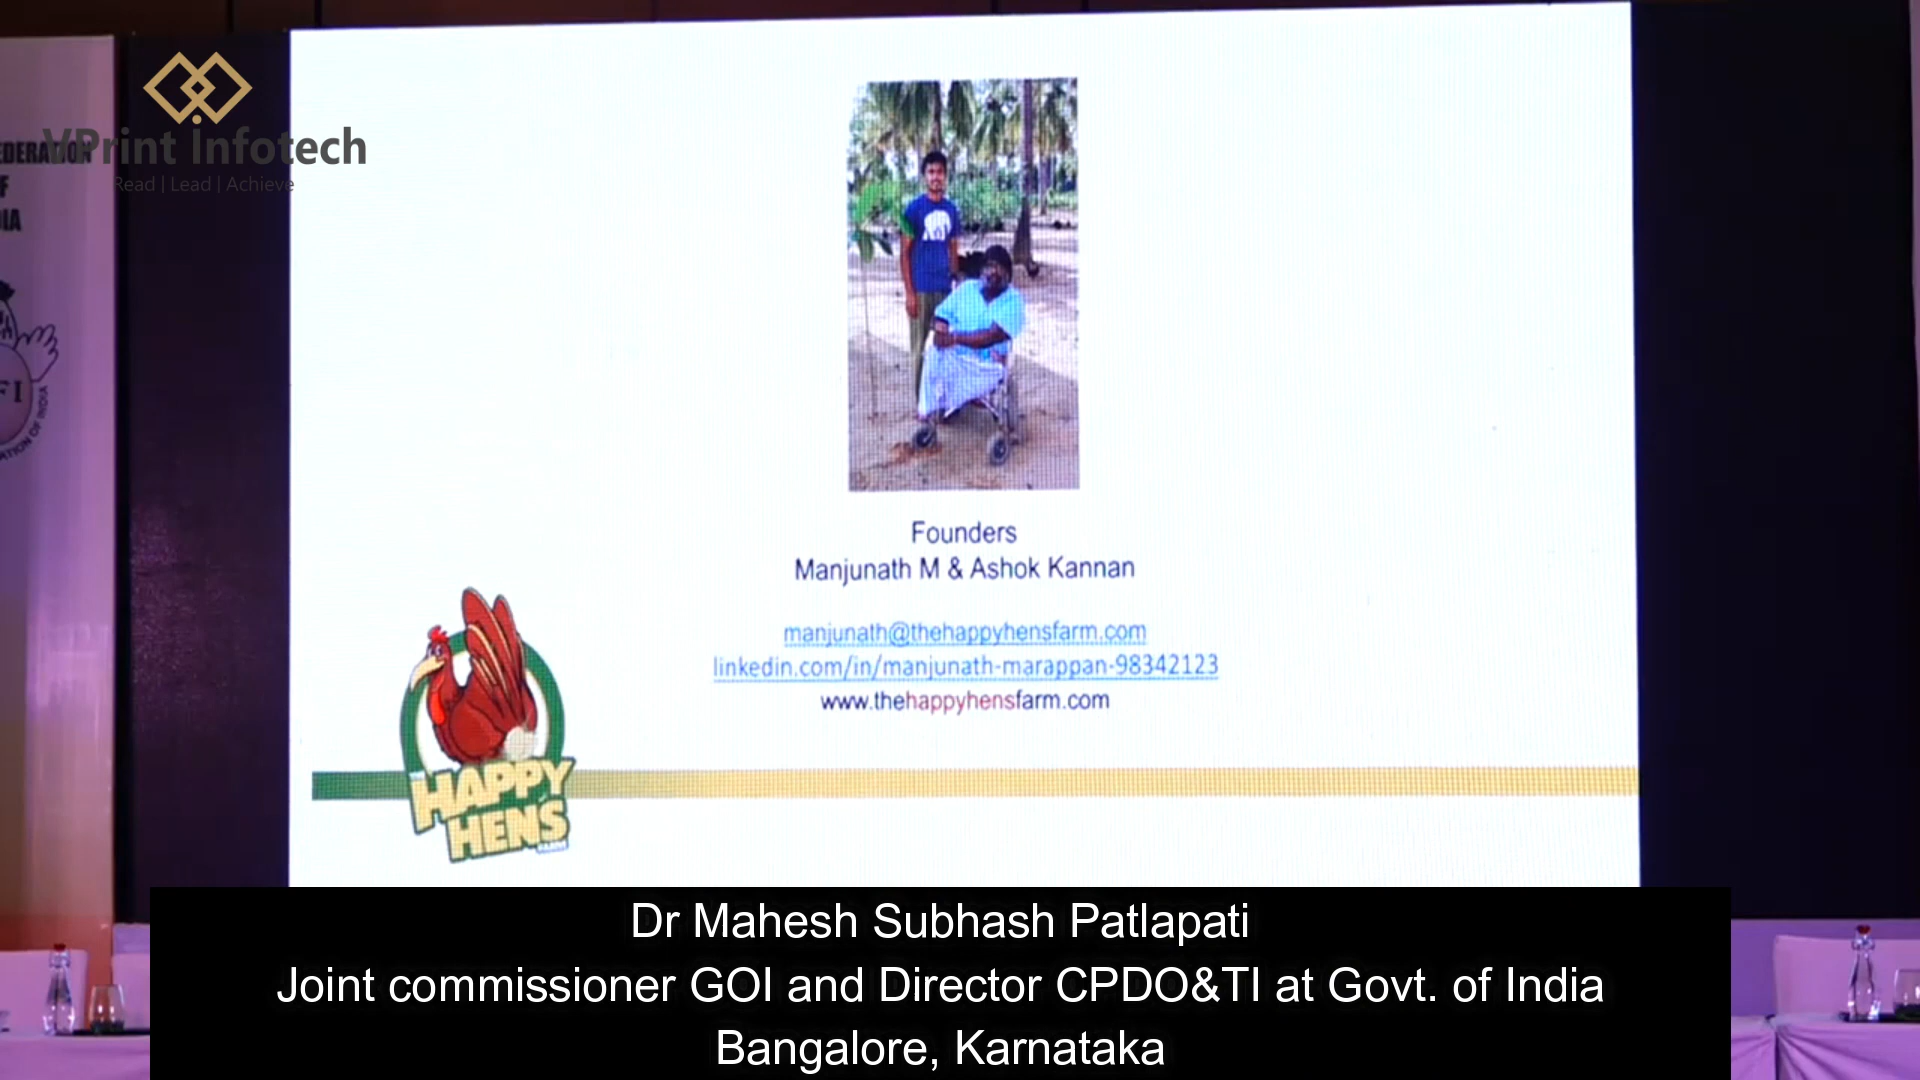 VPrint Infotech
Read | Lead | Achieve
Founders
Manjunath M & Ashok Kannan
manjunath@thehappyhensfarm.com
linkedin.com/in/manjunath-marappan-98342123
www.thehappyhensfarm.com
HAPPY
HENS
FARM
Dr Mahesh Subhash Patlapati
Joint commissioner GOI and Director CPDO&TI at Govt. of India
Bangalore, Karnataka